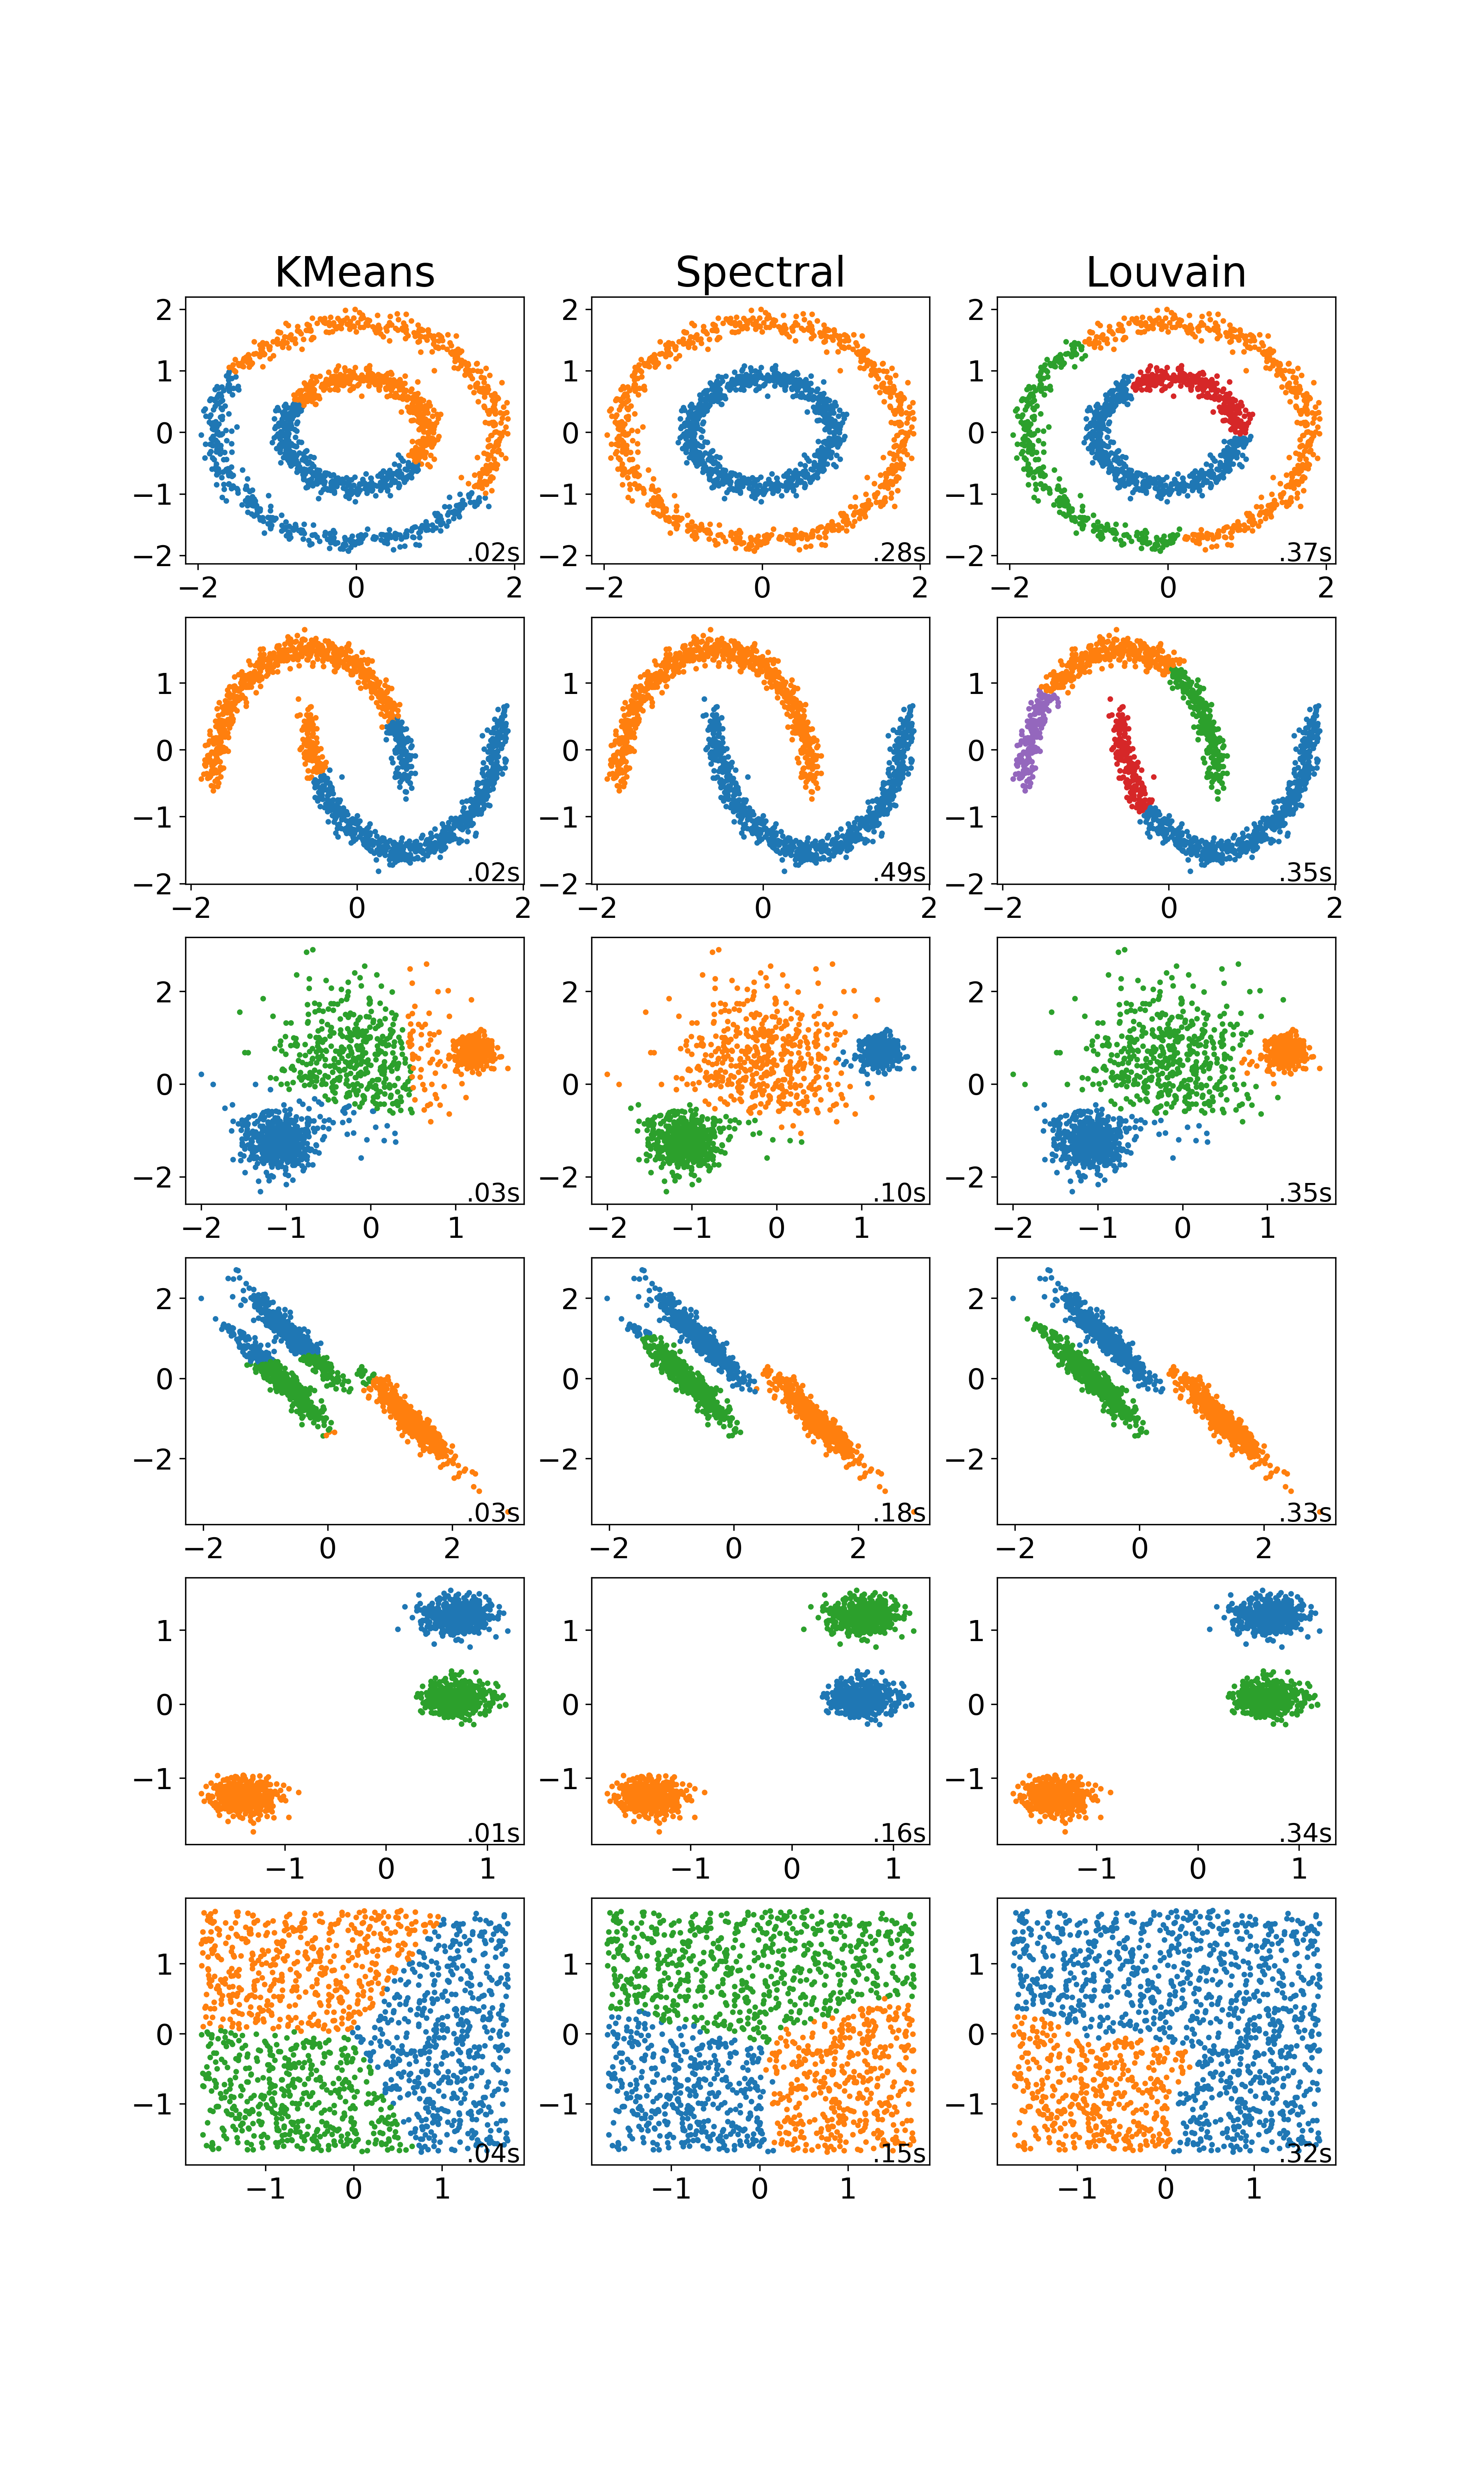 KMeans Spectral Louvain
2 2 2
1 1 1
0 0 0
−1 −1 −1
−2 −2 −2
.02s .28s .37s
−2 0 2 −2 0 2 −2 0 2
1 1 1
0 0 0
−1 −1 −1
−2 −2 −2
.02s .49s .35s
−2 0 2 −2 0 2 −2 0 2
2 2 2
0 0 0
−2 −2 −2
.03s .10s .35s
−2 −1 0 1 −2 −1 0 1 −2 −1 0 1
2 2 2
0 0 0
−2 −2 −2
.03s .18s .33s
−2 0 2 −2 0 2 −2 0 2
1 1 1
0 0 0
−1 −1 −1
.01s .16s .34s
−1 0 1 −1 0 1 −1 0 1
1 1 1
0 0 0
−1 −1 −1
.04s .15s .32s
−1 0 1 −1 0 1 −1 0 1